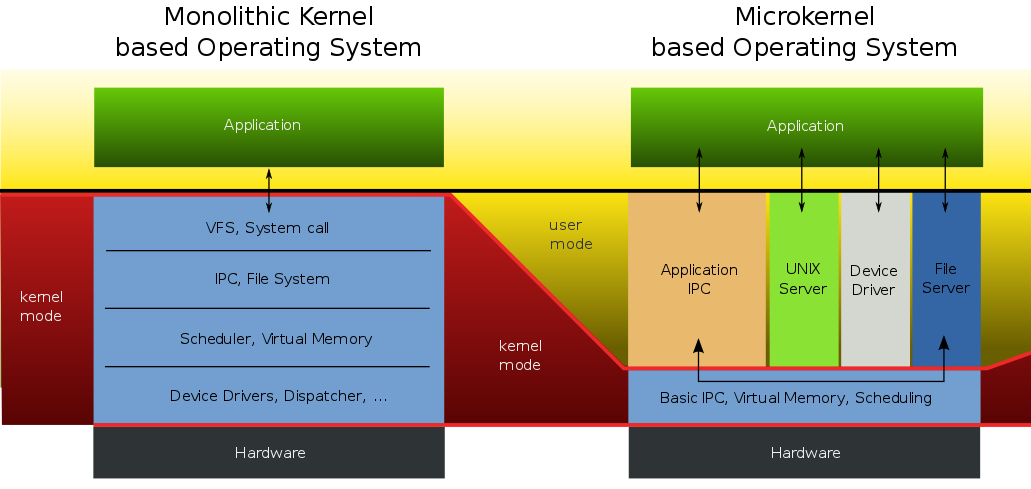 Monolithic Kernel
based Operating System
Microkernel
based Operating System
Application
Application
VFS, System call
IPC, File System
Scheduler, Virtual Memory
Device Drivers, Dispatcher, ...
Hardware
kernel
mode
user
mode
kernel
mode
Application
IPC
UNIX
Server
Device
Driver
File
Server
Basic IPC, Virtual Memory, Scheduling
Hardware